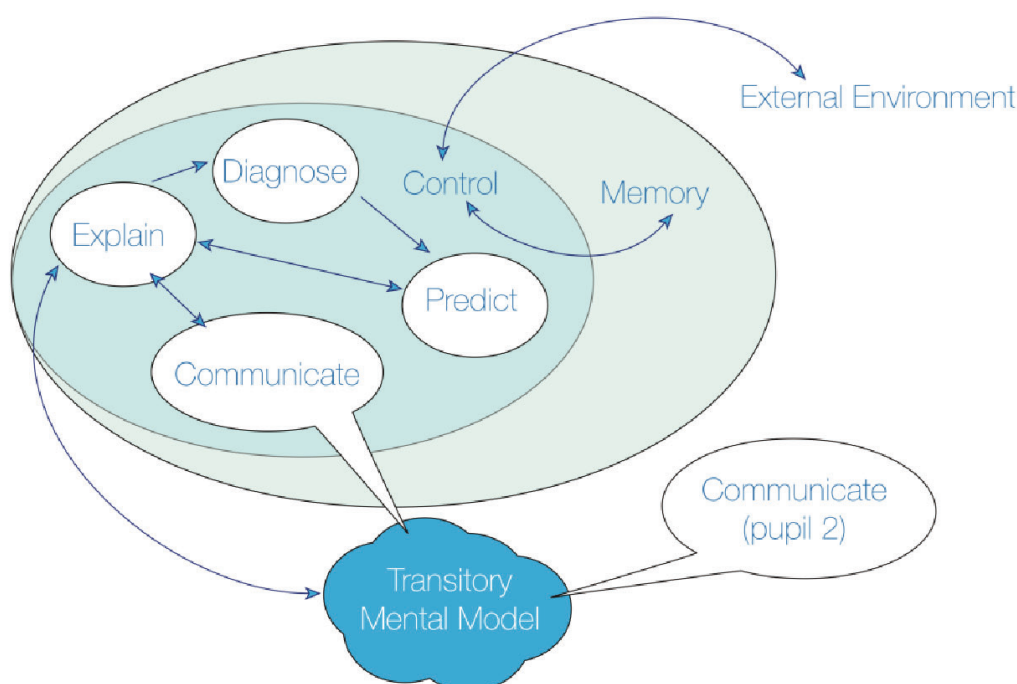 External Environment
Diagnose
Control
Memory
Explain
Predict
Communicate
Communicate
(pupil 2)
Transitory
Mental Model